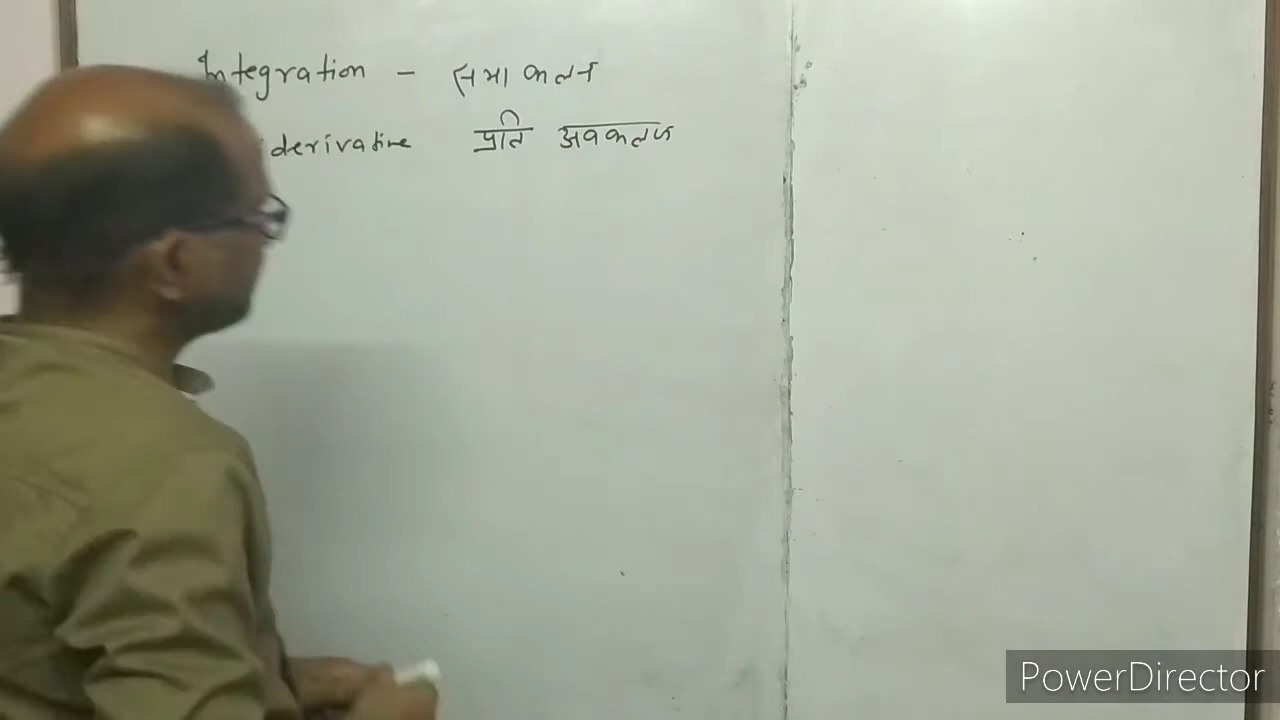 Integration - समाकलन
derivative प्रति अवकलज
PowerDirector